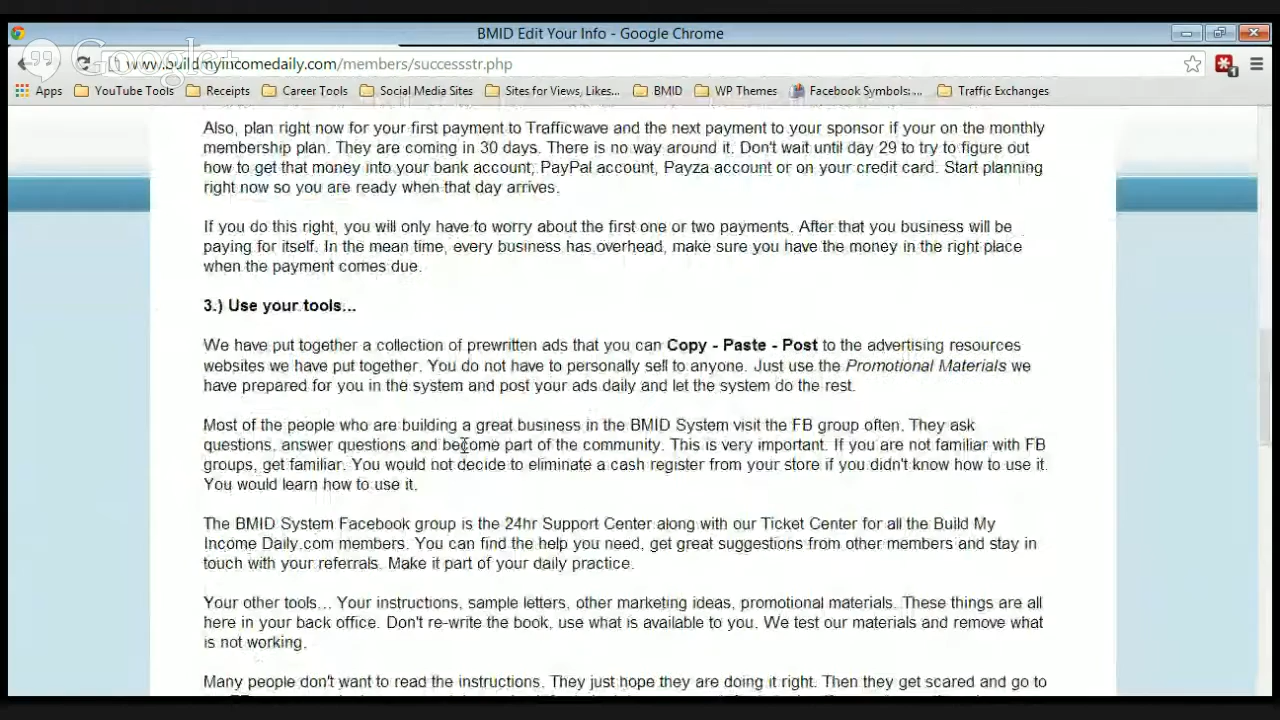 BMID Edit Your Info - Google Chrome
Google+
www.buildmyincomedaily.com/members/successstr.php
1
Apps YouTube Tools Receipts Career Tools Social Media Sites Sites for Views, Likes... BMID WP Themes Facebook Symbols: ... Traffic Exchanges
Also, plan right now for your first payment to Trafficwave and the next payment to your sponsor if your on the monthly
membership plan. They are coming in 30 days. There is no way around it. Don't wait until day 29 to try to figure out
how to get that money into your bank account, PayPal account, Payza account or on your credit card. Start planning
right now so you are ready when that day arrives.
If you do this right, you will only have to worry about the first one or two payments. After that you business will be
paying for itself. In the mean time, every business has overhead, make sure you have the money in the right place
when the payment comes due.
3.) Use your tools...
We have put together a collection of prewritten ads that you can Copy - Paste - Post to the advertising resources
websites we have put together. You do not have to personally sell to anyone. Just use the Promotional Materials we
have prepared for you in the system and post your ads daily and let the system do the rest.
Most of the people who are building a great business in the BMID System visit the FB group often. They ask
questions, answer questions and become part of the community. This is very important. If you are not familiar with FB
groups, get familiar. You would not decide to eliminate a cash register from your store if you didn't know how to use it.
You would learn how to use it.
The BMID System Facebook group is the 24hr Support Center along with our Ticket Center for all the Build My
Income Daily.com members. You can find the help you need, get great suggestions from other members and stay in
touch with your referrals. Make it part of your daily practice.
Your other tools... Your instructions, sample letters, other marketing ideas, promotional materials. These things are all
here in your back office. Don't re-write the book, use what is available to you. We test our materials and remove what
is not working.
Many people don't want to read the instructions. They just hope they are doing it right. Then they get scared and go to